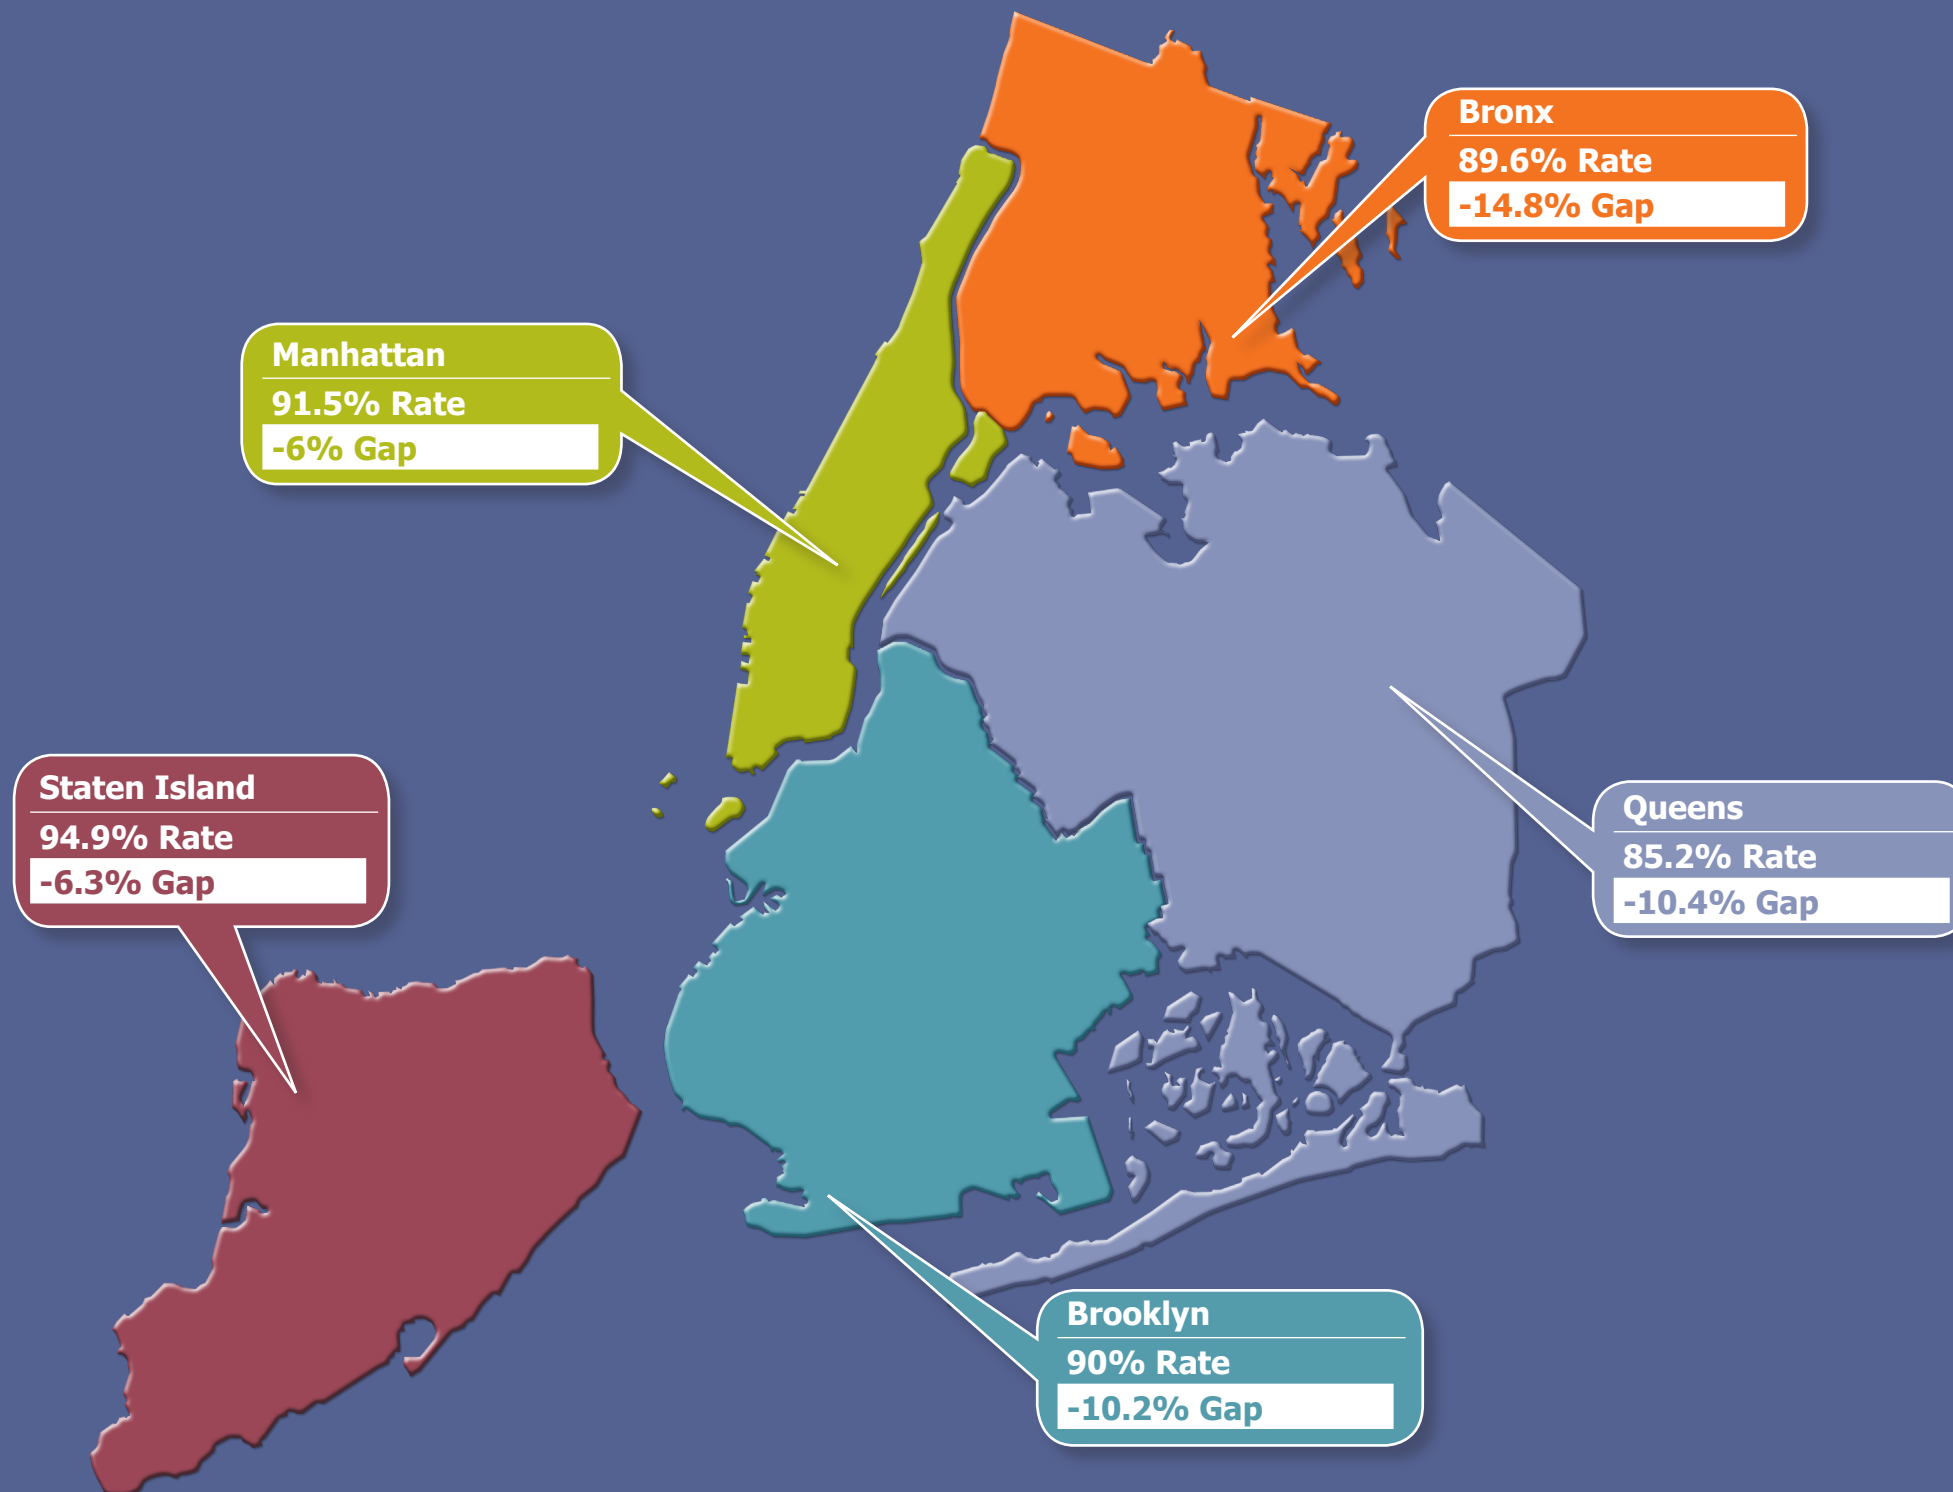 Bronx
89.6% Rate
-14.8% Gap
Manhattan
91.5% Rate
-6% Gap
Staten Island
94.9% Rate
-6.3% Gap
Queens
85.2% Rate
-10.4% Gap
Brooklyn
90% Rate
-10.2% Gap